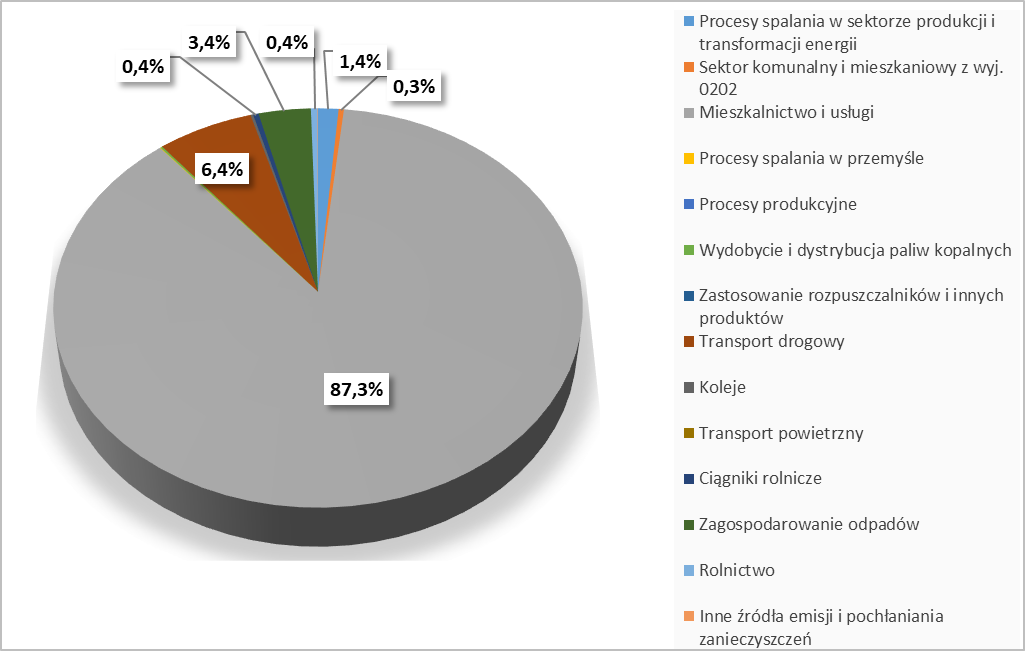 0,4%
3,4%
0,4%
1,4%
0,3%
6,4%
87,3%
Procesy spalania w sektorze produkcji i
transformacji energii
Sektor komunalny i mieszkaniowy z wyj.
0202
Mieszkalnictwo i usługi
Procesy spalania w przemyśle
Procesy produkcyjne
Wydobycie i dystrybucja paliw kopalnych
Zastosowanie rozpuszczalników i innych
produktów
Transport drogowy
Koleje
Transport powietrzny
Ciągniki rolnicze
Zagospodarowanie odpadów
Rolnictwo
Inne źródła emisji i pochłaniania
zanieczyszczeń